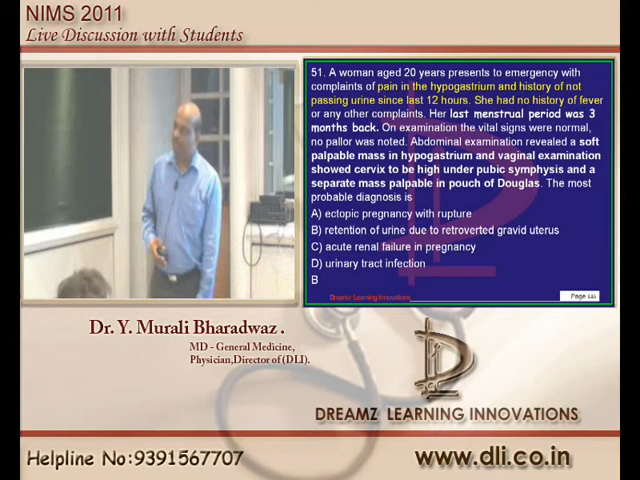 NIMS 2011
Live Discussion with Students
51. A woman aged 20 years presents to emergency with
complaints of pain in the hypogastrium and history of not
passing urine since last 12 hours. She had no history of fever
or any other complaints. Her last menstrual period was 3
months back. On examination the vital signs were normal,
no pallor was noted. Abdominal examination revealed a soft
palpable mass in hypogastrium and vaginal examination
showed cervix to be high under pubic symphysis and a
separate mass palpable in pouch of Douglas. The most
probable diagnosis is
A) ectopic pregnancy with rupture
B) retention of urine due to retroverted gravid uterus
C) acute renal failure in pregnancy
D) urinary tract infection
B
Dreamz Learning Innovations
Page
Dr. Y. Murali Bharadwaz .
MD - General Medicine,
Physician,Director of (DLI).
DREAMZ LEARNING INNOVATIONS
Helpline No:9391567707
www.dli.co.in